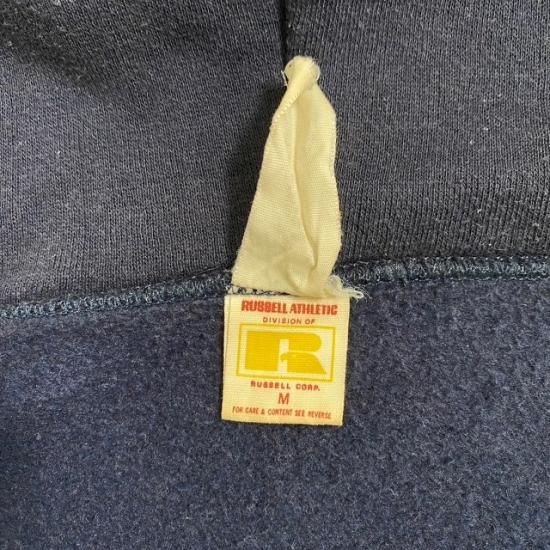 RUSSELL ATHLETIC
DIVISION OF
R
RUSSELL CORP.
M
FOR CARE & CONTENT SEE REVERSE